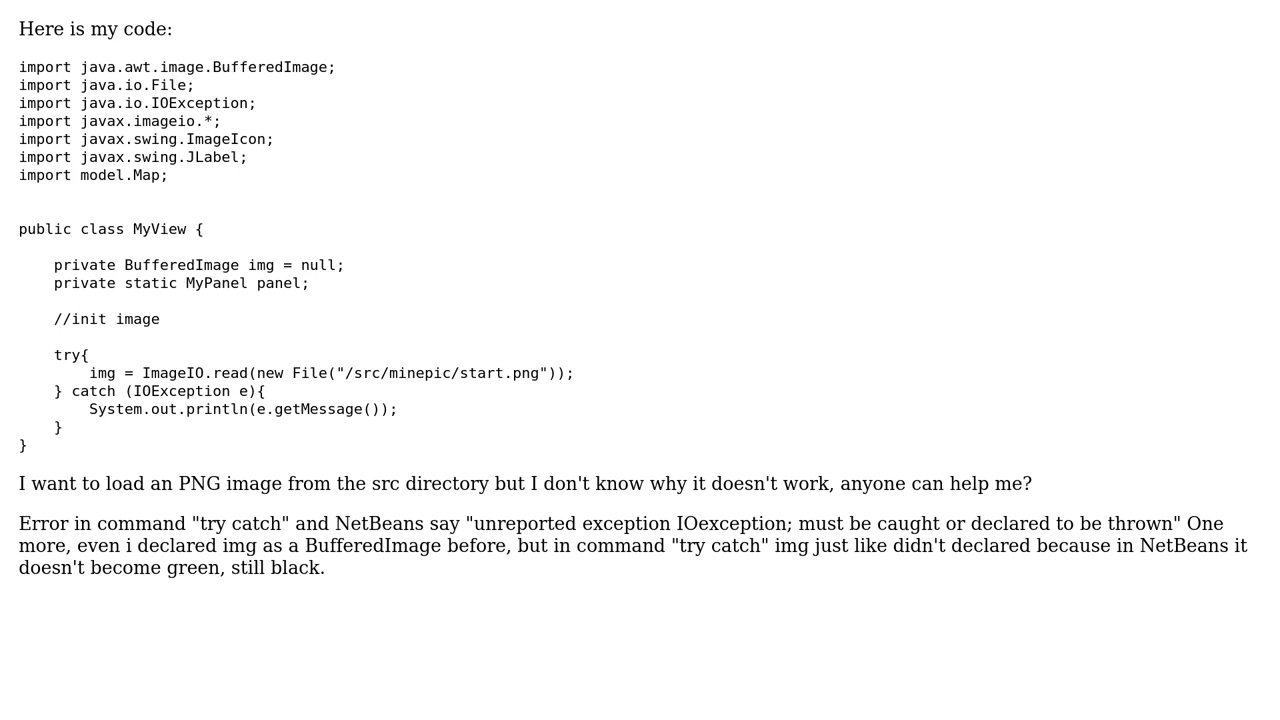 Here is my code:
import java.awt.image.BufferedImage;
import java.io.File;
import java.io.IOException;
import javax.imageio.*;
import javax.swing.ImageIcon;
import javax.swing.JLabel;
import model.Map;
public class MyView {
    private BufferedImage img = null;
    private static MyPanel panel;
    //init image
    try{
        img = ImageIO.read(new File("/src/minepic/start.png"));
    } catch (IOException e){
        System.out.println(e.getMessage());
    }
}
I want to load an PNG image from the src directory but I don't know why it doesn't work, anyone can help me?
Error in command "try catch" and NetBeans say "unreported exception IOexception; must be caught or declared to be thrown" One
more, even i declared img as a BufferedImage before, but in command "try catch" img just like didn't declared because in NetBeans it
doesn't become green, still black.